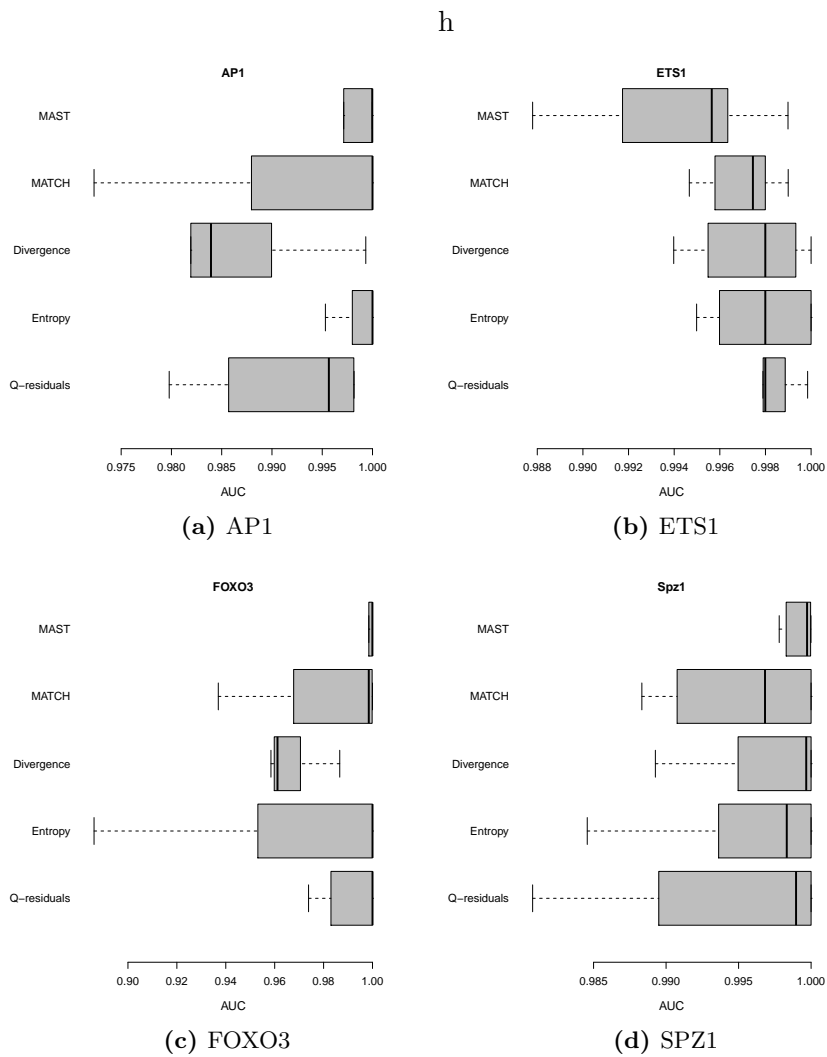 h
AP1
MAST
MATCH
Divergence
Entropy
Q−residuals
0.975 0.980 0.985 0.990 0.995 1.000
AUC
(a) AP1
ETS1
MAST
MATCH
Divergence
Entropy
Q−residuals
0.988 0.990 0.992 0.994 0.996 0.998 1.000
AUC
(b) ETS1
FOXO3
MAST
MATCH
Divergence
Entropy
Q−residuals
0.90 0.92 0.94 0.96 0.98 1.00
AUC
(c) FOXO3
Spz1
MAST
MATCH
Divergence
Entropy
Q−residuals
0.985 0.990 0.995 1.000
AUC
(d) SPZ1